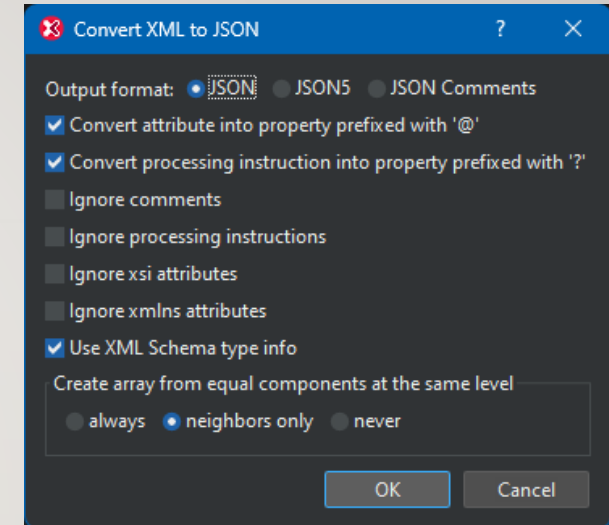 Convert XML to JSON ?
Output format: JSON JSON5 JSON Comments
Convert attribute into property prefixed with '@'
Convert processing instruction into property prefixed with '?'
Ignore comments
Ignore processing instructions
Ignore xsi attributes
Ignore xmlns attributes
Use XML Schema type info
Create array from equal components at the same level
always neighbors only never
OK Cancel